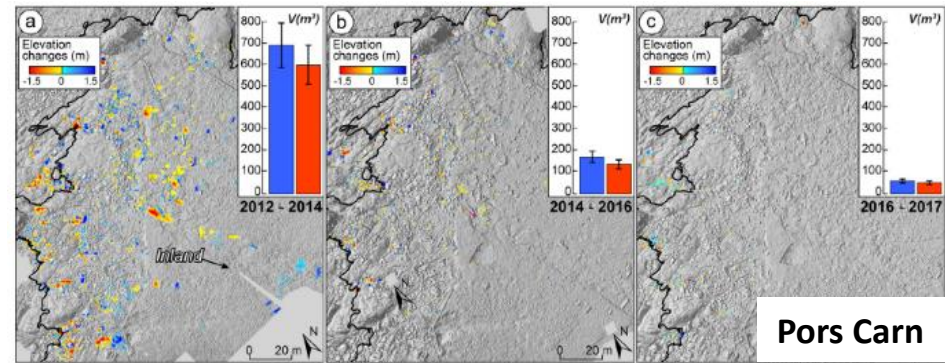 a
Elevation
changes (m)
-1.5 0 1.5
V(m³)
800
700
600
500
400
300
200
100
0
2012 - 2014
Inland
N
0 20 m
b
Elevation
changes (m)
-1.5 0 1.5
V(m³)
800
700
600
500
400
300
200
100
0
2014 - 2016
N
0 20 m
c
Elevation
changes (m)
-1.5 0 1.5
V(m³)
800
700
600
500
400
300
200
100
0
2016 - 2017
N
0 20 m
Pors Carn